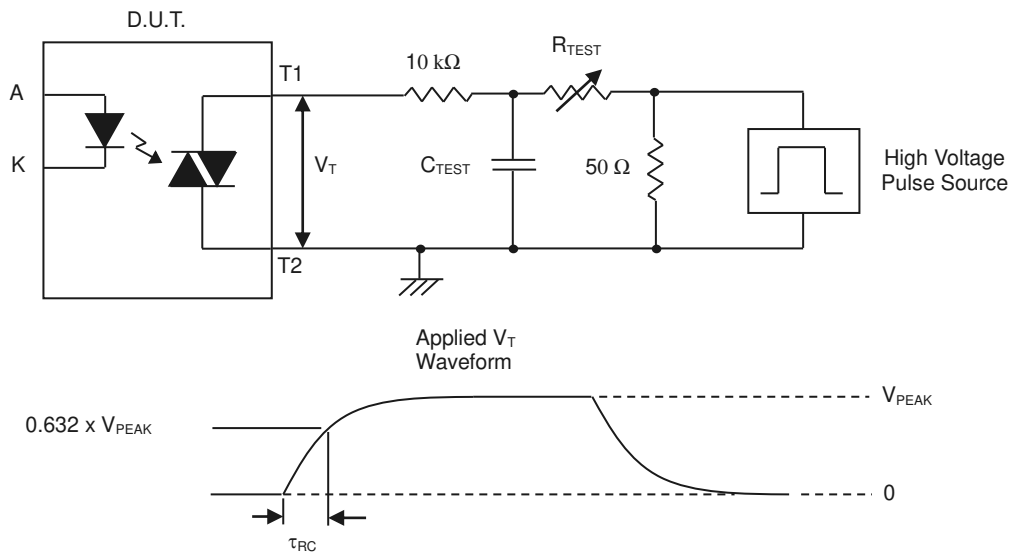 D.U.T.
A
K
T1
T2
V_T
10 kΩ
R_TEST
C_TEST
50 Ω
High Voltage
Pulse Source
Applied V_T
Waveform
V_PEAK
0.632 x V_PEAK
0
τ_RC